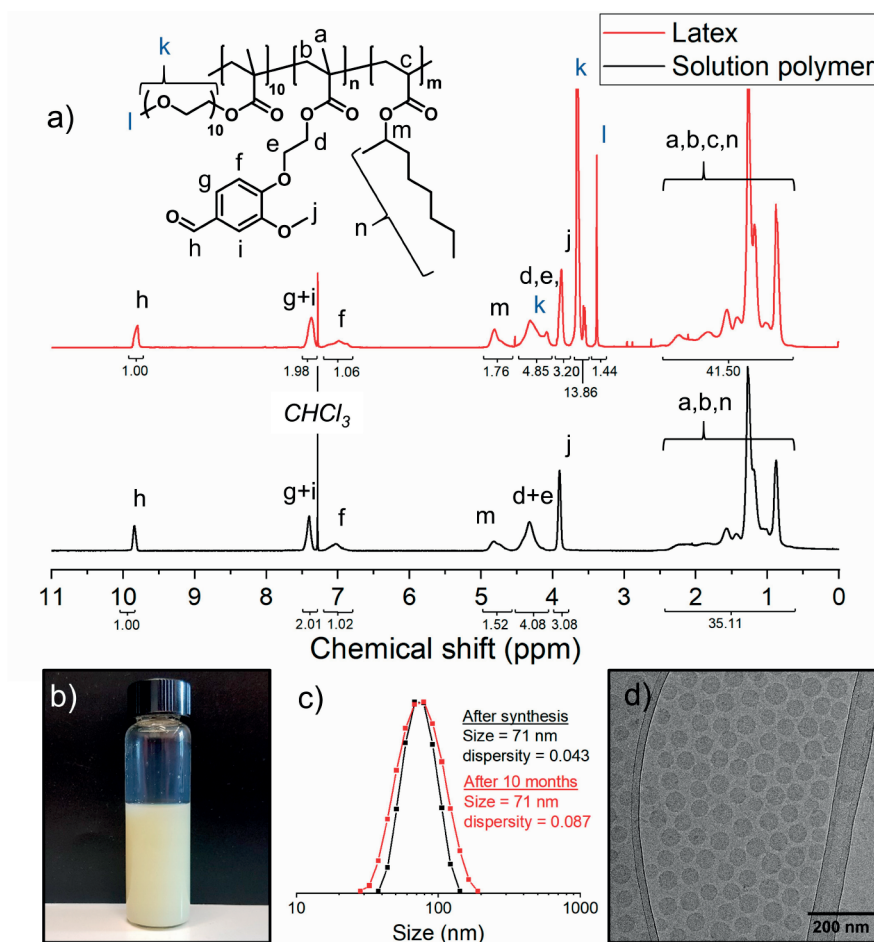 Latex
Solution polymer
a)
k
l
O
10
O
O
b
a
10
n
c
m
O
O
O
O
m
e
d
f
O
g
O
j
O
h
i
n
h
g+i
f
m
d,e,
k
j
k
l
a,b,c,n
1.00
1.98
1.06
1.76
4.85
3.20
13.86
1.44
41.50
CHCl3
h
g+i
f
m
d+e
j
a,b,n
11 10 9 8 7 6 5 4 3 2 1 0
1.00
2.01
1.02
1.52
4.08
3.08
35.11
Chemical shift (ppm)
b)
c)
After synthesis
Size = 71 nm
dispersity = 0.043
After 10 months
Size = 71 nm
dispersity = 0.087
10 100 1000
Size (nm)
d)
200 nm